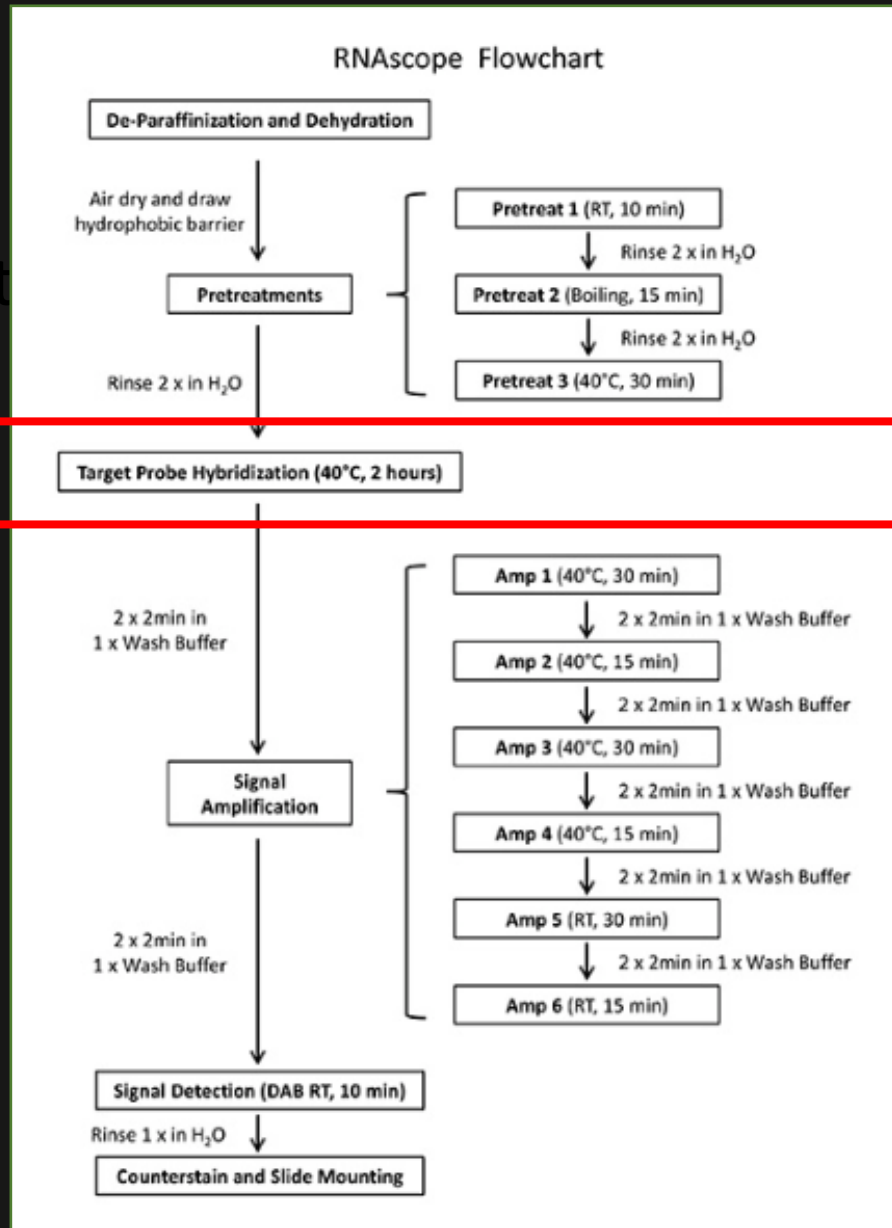 RNAscope Flowchart
De-Paraffinization and Dehydration
Air dry and draw
hydrophobic barrier
Pretreatments
Pretreat 1 (RT, 10 min)
Rinse 2 x in H₂O
Pretreat 2 (Boiling, 15 min)
Rinse 2 x in H₂O
Pretreat 3 (40°C, 30 min)
Rinse 2 x in H₂O
Target Probe Hybridization (40°C, 2 hours)
2 x 2min in
1 x Wash Buffer
Signal
Amplification
Amp 1 (40°C, 30 min)
2 x 2min in 1 x Wash Buffer
Amp 2 (40°C, 15 min)
2 x 2min in 1 x Wash Buffer
Amp 3 (40°C, 30 min)
2 x 2min in 1 x Wash Buffer
Amp 4 (40°C, 15 min)
2 x 2min in 1 x Wash Buffer
Amp 5 (RT, 30 min)
2 x 2min in 1 x Wash Buffer
Amp 6 (RT, 15 min)
2 x 2min in
1 x Wash Buffer
Signal Detection (DAB RT, 10 min)
Rinse 1 x in H₂O
Counterstain and Slide Mounting